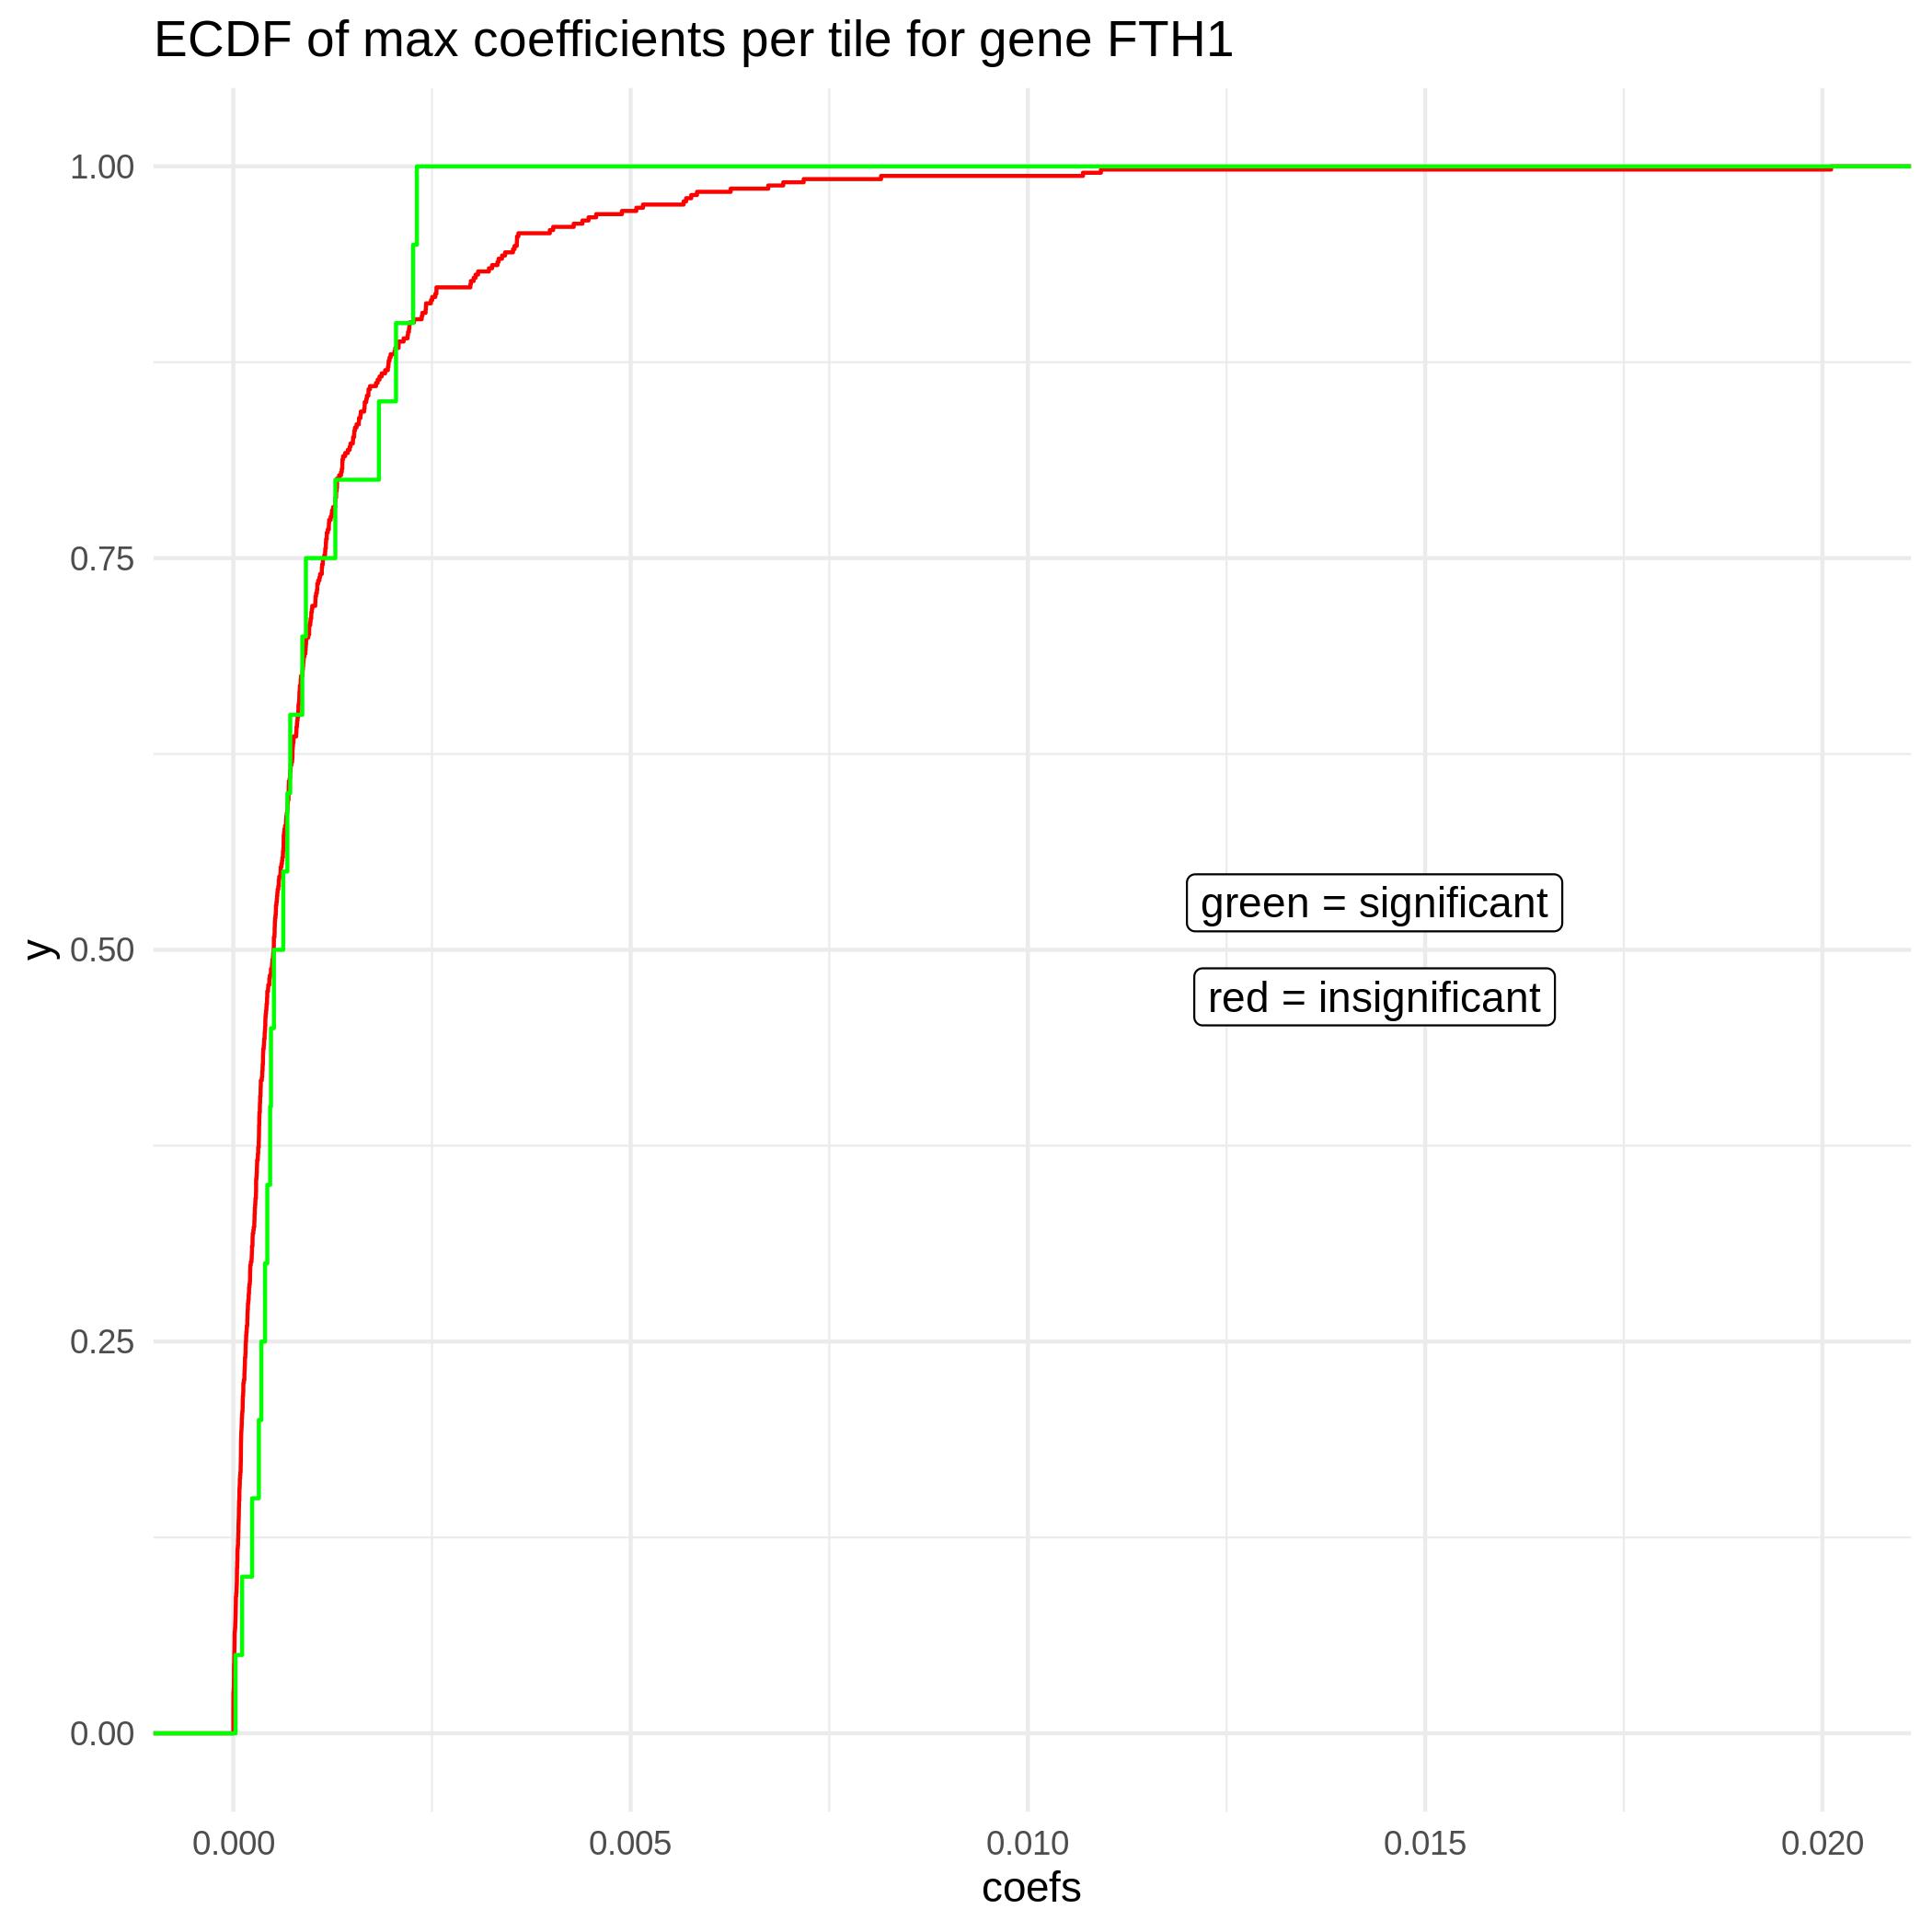 ECDF of max coefficients per tile for gene FTH1
1.00
0.75
0.50
0.25
0.00
y
green = significant
red = insignificant
0.000 0.005 0.010 0.015 0.020
coefs